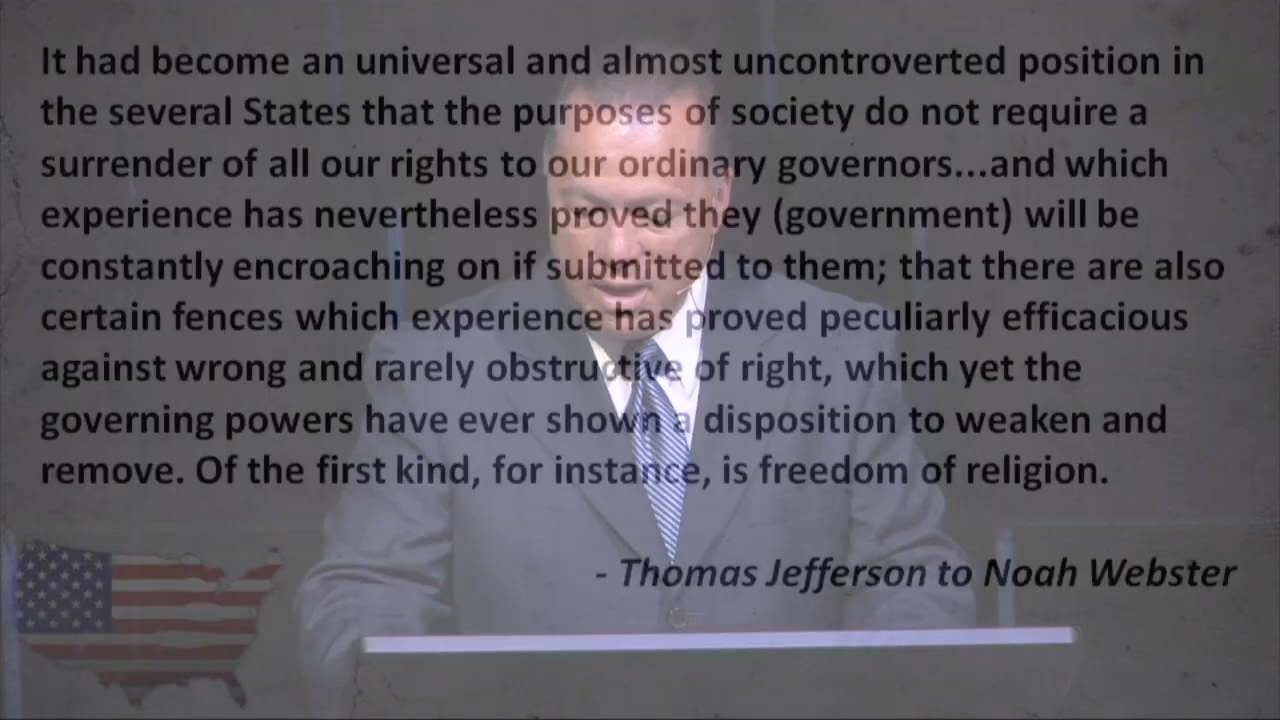 It had become an universal and almost uncontroverted position in
the several States that the purposes of society do not require a
surrender of all our rights to our ordinary governors...and which
experience has nevertheless proved they (government) will be
constantly encroaching on if submitted to them; that there are also
certain fences which experience has proved peculiarly efficacious
against wrong and rarely obstructive of right, which yet the
governing powers have ever shown a disposition to weaken and
remove. Of the first kind, for instance, is freedom of religion.
- Thomas Jefferson to Noah Webster